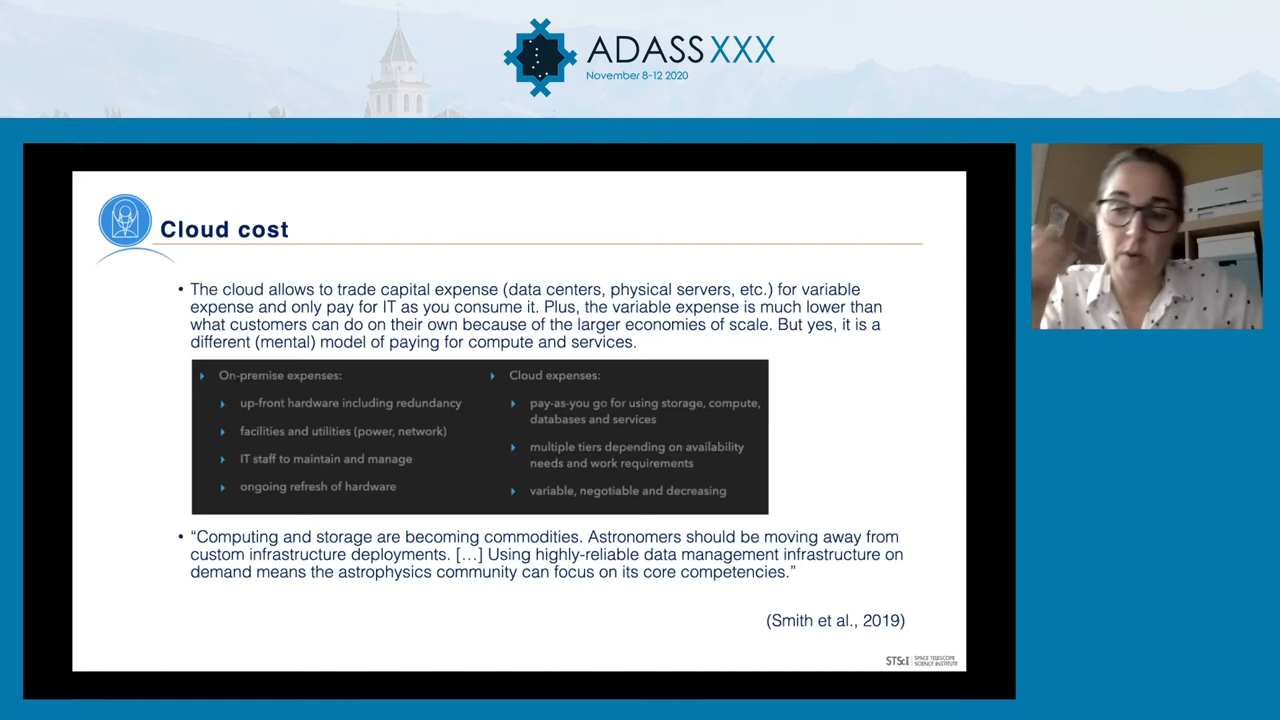 ADASS XXX
November 8-12 2020
Cloud cost
• The cloud allows to trade capital expense (data centers, physical servers, etc.) for variable
expense and only pay for IT as you consume it. Plus, the variable expense is much lower than
what customers can do on their own because of the larger economies of scale. But yes, it is a
different (mental) model of paying for compute and services.
On-premise expenses:
up-front hardware including redundancy
facilities and utilities (power, network)
IT staff to maintain and manage
ongoing refresh of hardware
Cloud expenses:
pay-as-you go for using storage, compute,
databases and services
multiple tiers depending on availability
needs and work requirements
variable, negotiable and decreasing
• “Computing and storage are becoming commodities. Astronomers should be moving away from
custom infrastructure deployments. […] Using highly-reliable data management infrastructure on
demand means the astrophysics community can focus on its core competencies.”
(Smith et al., 2019)
STScI | SPACE TELESCOPE
SCIENCE INSTITUTE